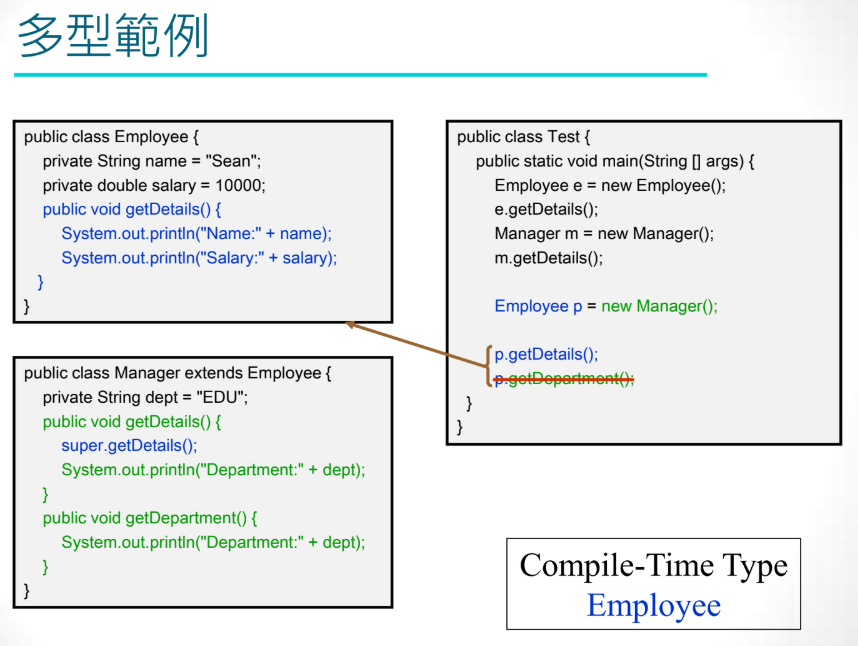 多型範例
public class Employee {
private String name = "Sean";
private double salary = 10000;
public void getDetails() {
System.out.println("Name:" + name);
System.out.println("Salary:" + salary);
}
}
public class Manager extends Employee {
private String dept = "EDU";
public void getDetails() {
super.getDetails();
System.out.println("Department:" + dept);
}
public void getDepartment() {
System.out.println("Department:" + dept);
}
}
public class Test {
public static void main(String [] args) {
Employee e = new Employee();
e.getDetails();
Manager m = new Manager();
m.getDetails();
Employee p = new Manager();
p.getDetails();
p.getDepartment();
}
}
Compile-Time Type
Employee